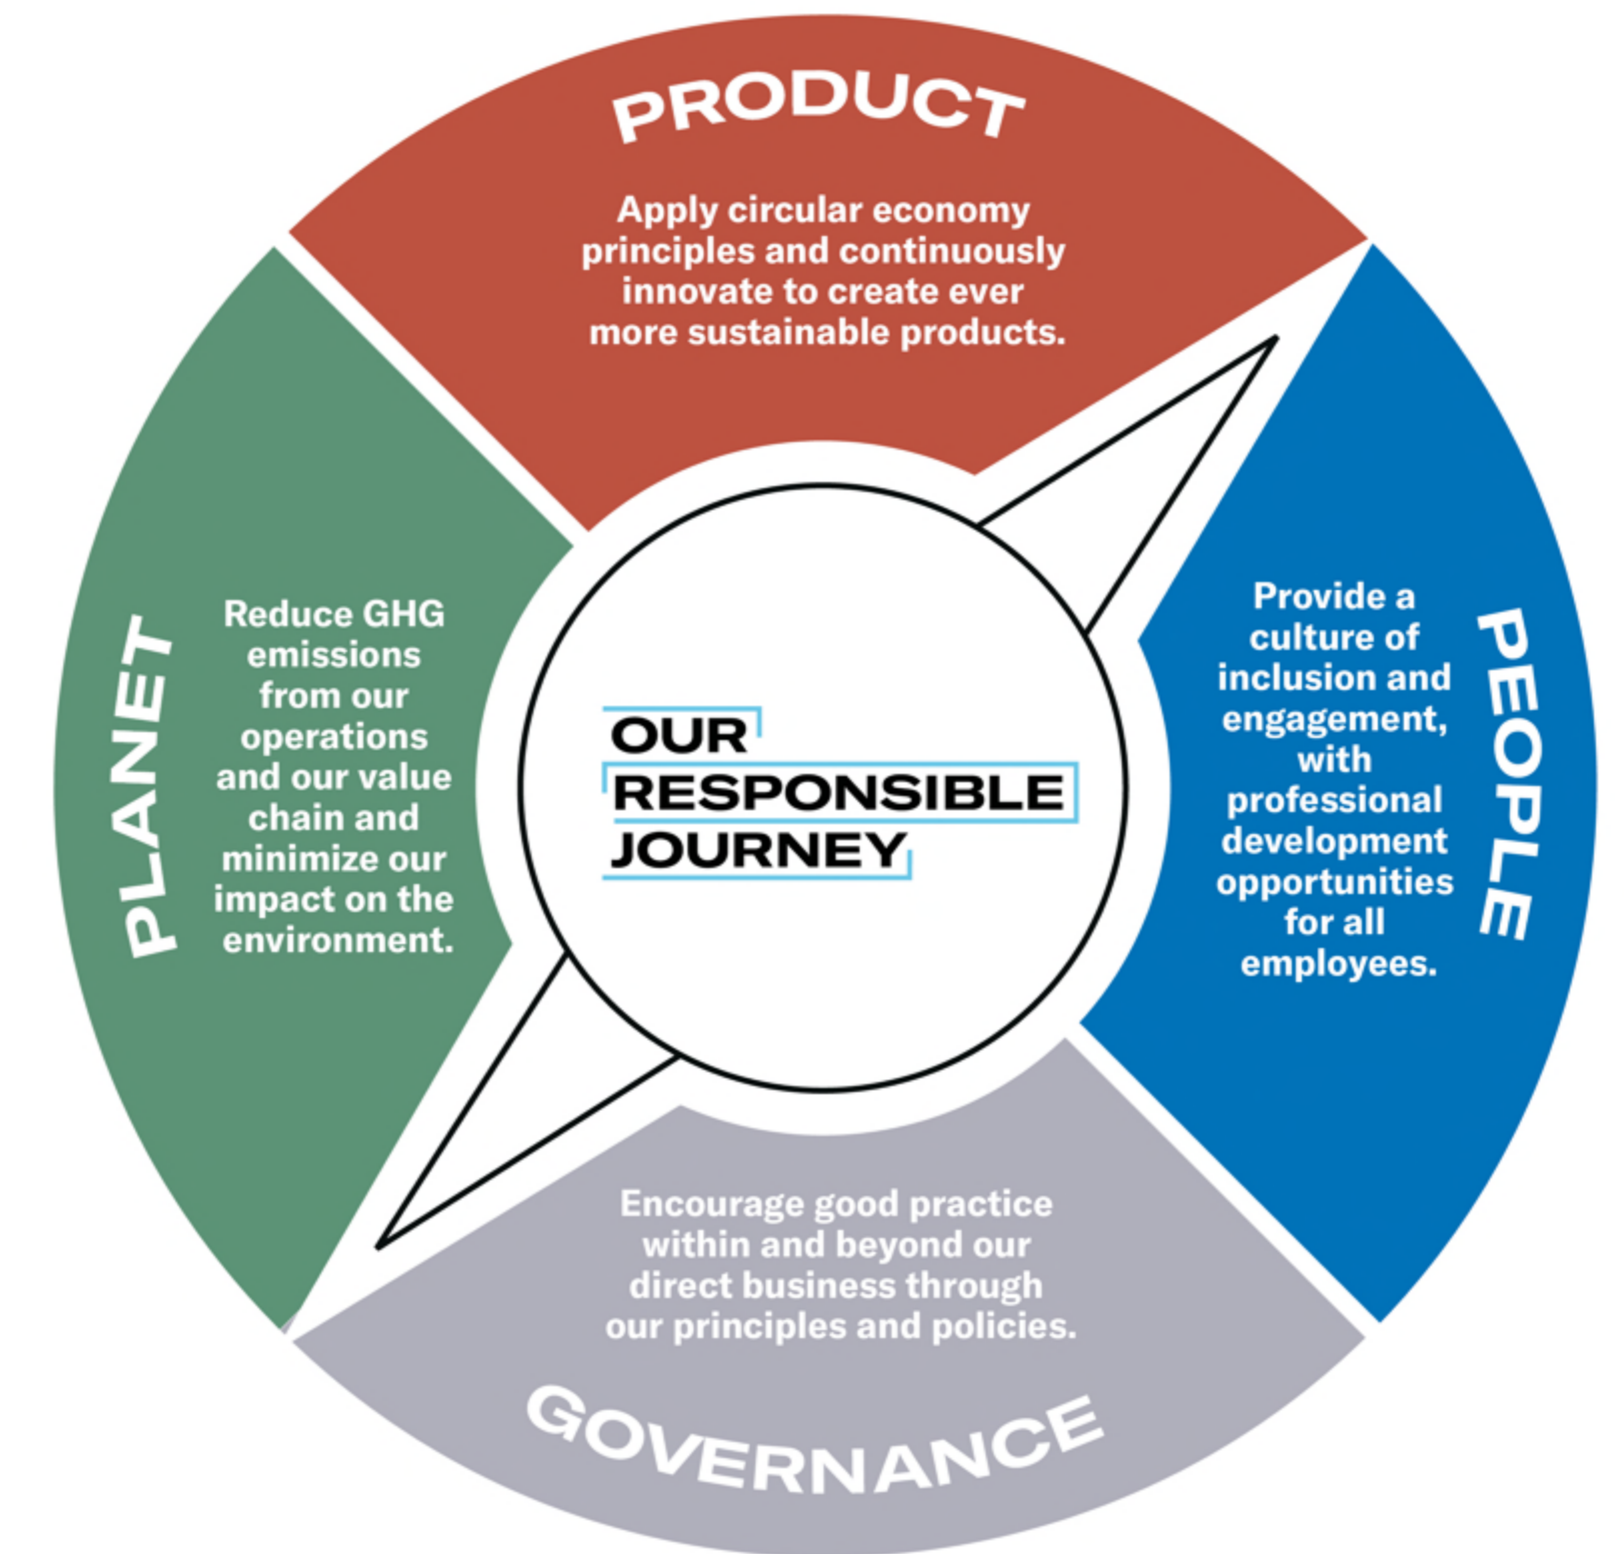 PRODUCT
Apply circular economy
principles and continuously
innovate to create ever
more sustainable products.
PEOPLE
Provide a
culture of
inclusion and
engagement,
with
professional
development
opportunities
for all
employees.
GOVERNANCE
Encourage good practice
within and beyond our
direct business through
our principles and policies.
PLANET
Reduce GHG
emissions
from our
operations
and our value
chain and
minimize our
impact on the
environment.
OUR
RESPONSIBLE
JOURNEY